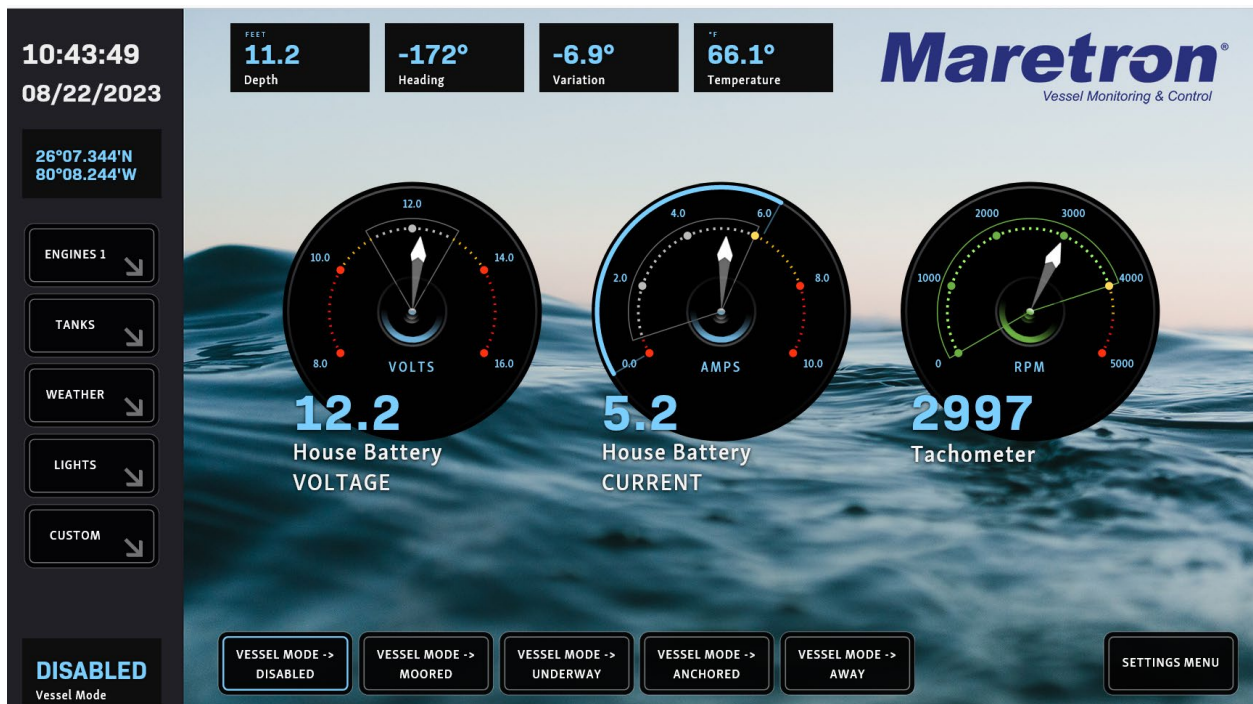 10:43:49
08/22/2023
26°07.344'N
80°08.244'W
ENGINES 1
TANKS
WEATHER
LIGHTS
CUSTOM
DISABLED
Vessel Mode
FEET
11.2
Depth
-172°
Heading
-6.9°
Variation
°F
66.1°
Temperature
Maretron®
Vessel Monitoring & Control
12.0
10.0
14.0
8.0
16.0
VOLTS
12.2
House Battery
VOLTAGE
4.0
6.0
2.0
8.0
0.0
10.0
AMPS
5.2
House Battery
CURRENT
2000
3000
1000
4000
0
5000
RPM
2997
Tachometer
VESSEL MODE ->
DISABLED
VESSEL MODE ->
MOORED
VESSEL MODE ->
UNDERWAY
VESSEL MODE ->
ANCHORED
VESSEL MODE ->
AWAY
SETTINGS MENU